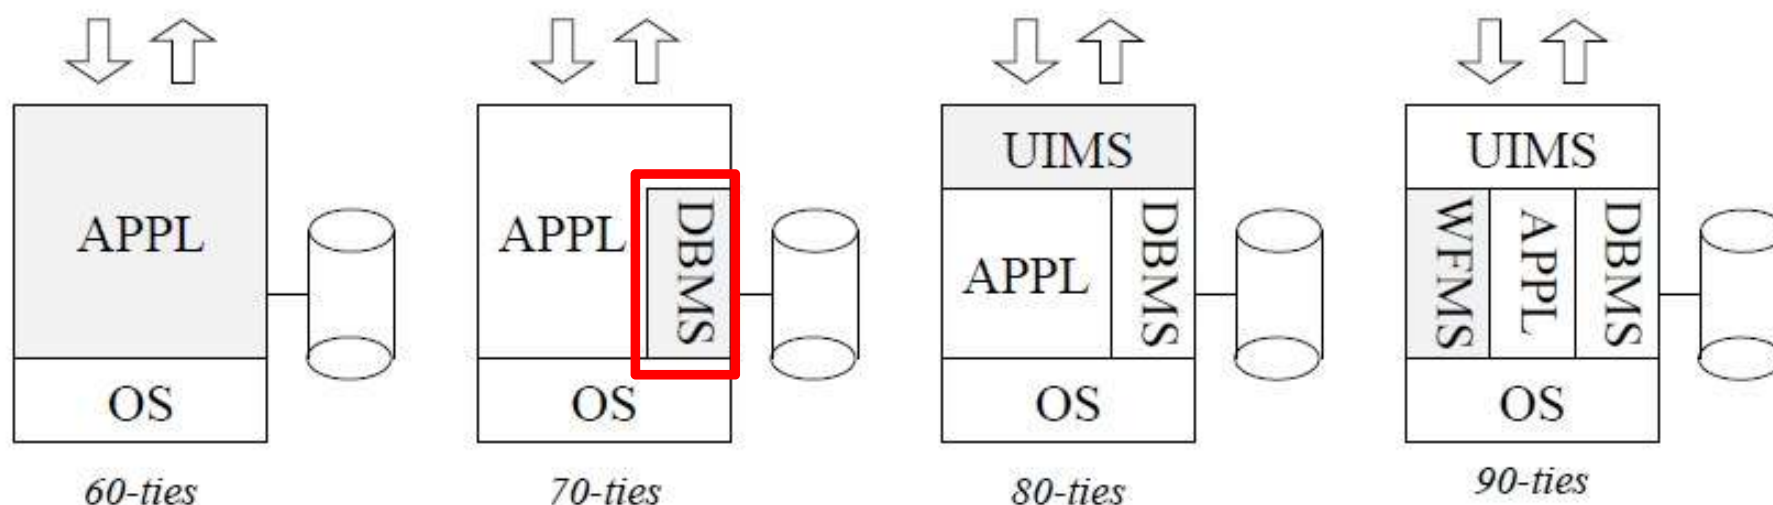 APPL
OS
60-ties
APPL
DBMS
OS
70-ties
UIMS
APPL
DBMS
OS
80-ties
UIMS
WFMS
APPL
DBMS
OS
90-ties